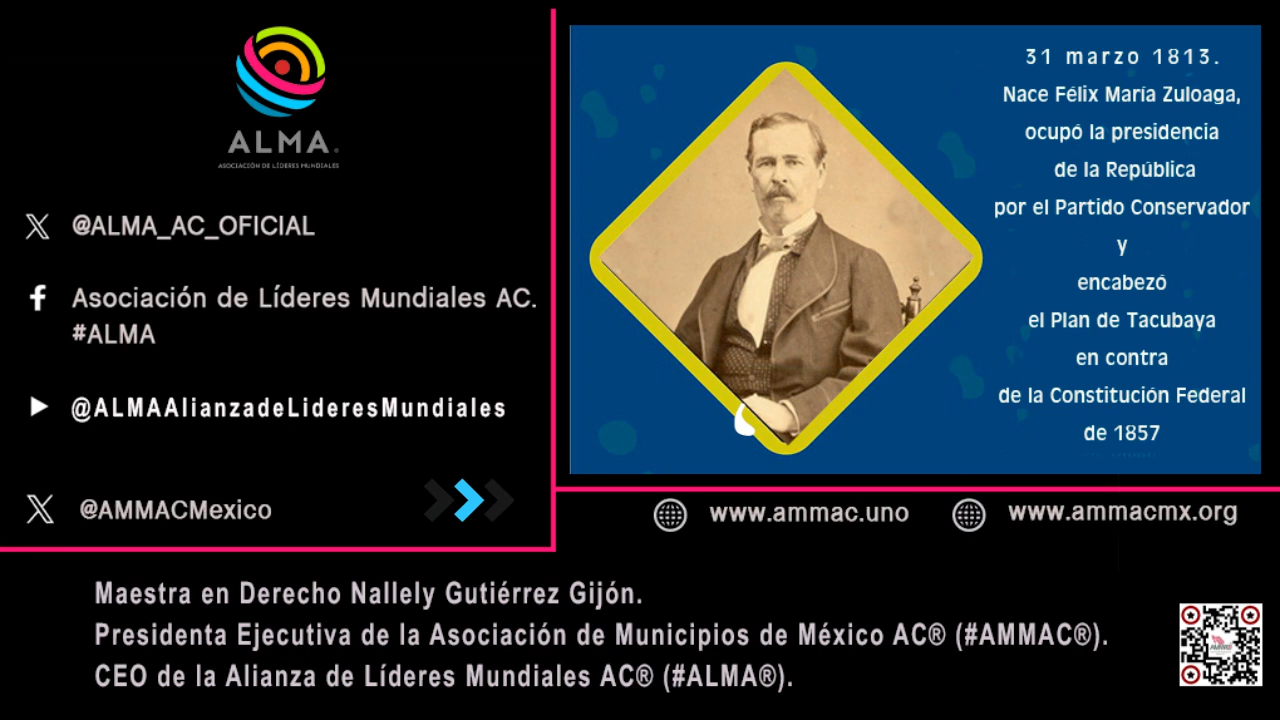 ALMA.
ASOCIACIÓN DE LÍDERES MUNDIALES
@ALMA_AC_OFICIAL
Asociación de Líderes Mundiales AC.
#ALMA
@ALMAAlianzadeLideresMundiales
@AMMACMexico
31 marzo 1813.
Nace Félix María Zuloaga,
ocupó la presidencia
de la República
por el Partido Conservador
y
encabezó
el Plan de Tacubaya
en contra
de la Constitución Federal
de 1857
www.ammac.uno
www.ammacmx.org
Maestra en Derecho Nallely Gutiérrez Gijón.
Presidenta Ejecutiva de la Asociación de Municipios de México AC® (#AMMAC®).
CEO de la Alianza de Líderes Mundiales AC® (#ALMA®).